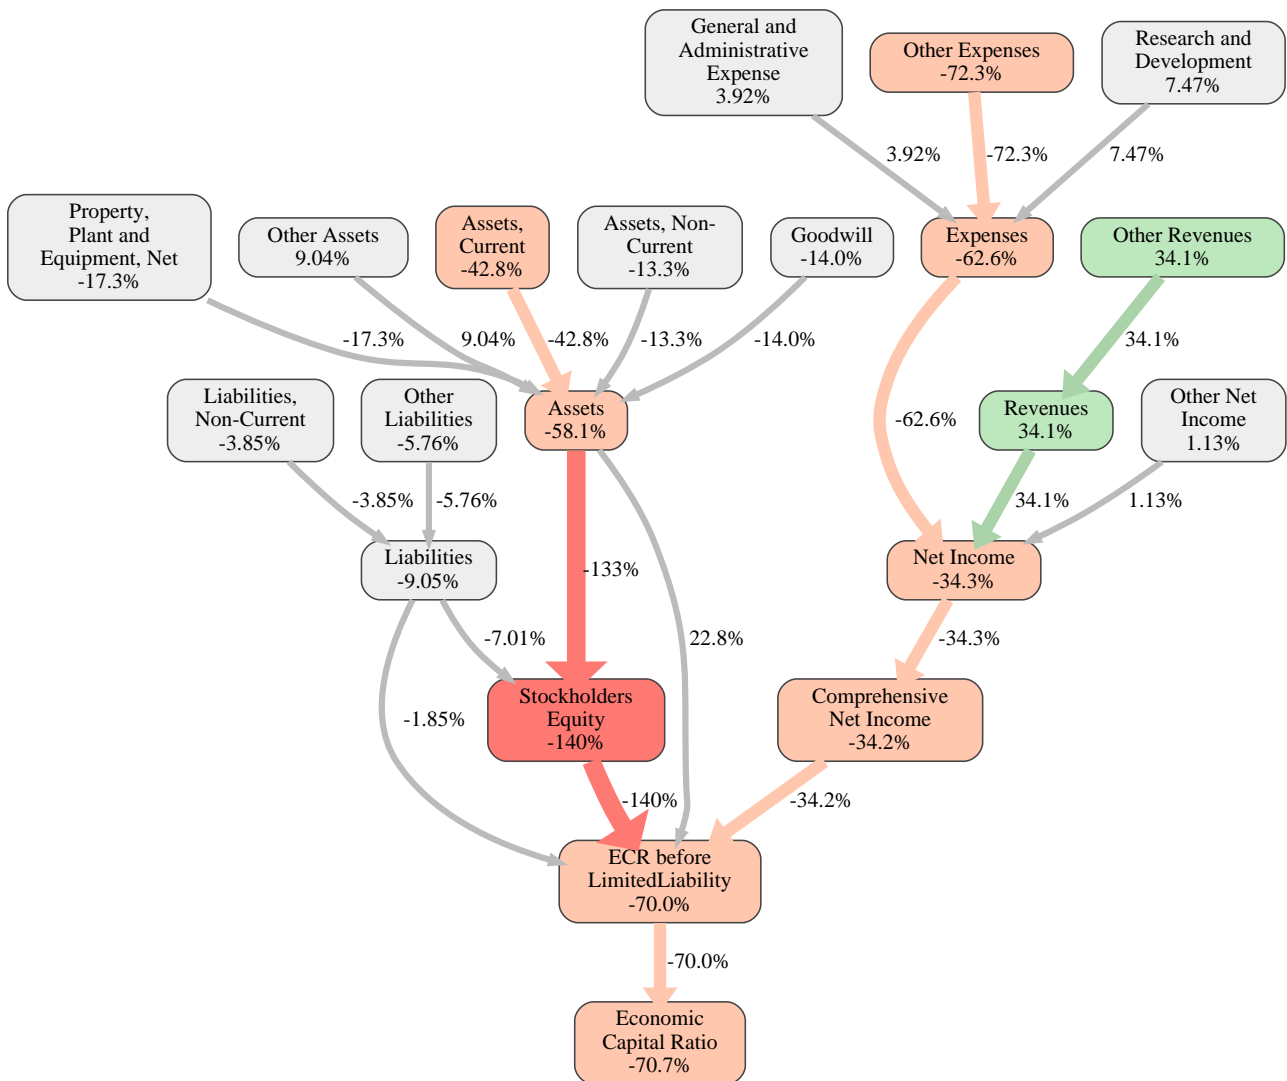 General and
Administrative
Expense
3.92%
Other Expenses
-72.3%
Research and
Development
7.47%
3.92%
-72.3%
7.47%
Property,
Plant and
Equipment, Net
-17.3%
Other Assets
9.04%
Assets,
Current
-42.8%
Assets, Non-
Current
-13.3%
Goodwill
-14.0%
Expenses
-62.6%
Other Revenues
34.1%
-17.3%
9.04%
-42.8%
-13.3%
-14.0%
34.1%
Liabilities,
Non-Current
-3.85%
Other
Liabilities
-5.76%
Assets
-58.1%
-62.6%
Revenues
34.1%
Other Net
Income
1.13%
-3.85%
-5.76%
34.1%
1.13%
Liabilities
-9.05%
-133%
Net Income
-34.3%
-7.01%
22.8%
-34.3%
Stockholders
Equity
-140%
Comprehensive
Net Income
-34.2%
-1.85%
-140%
-34.2%
ECR before
LimitedLiability
-70.0%
-70.0%
Economic
Capital Ratio
-70.7%